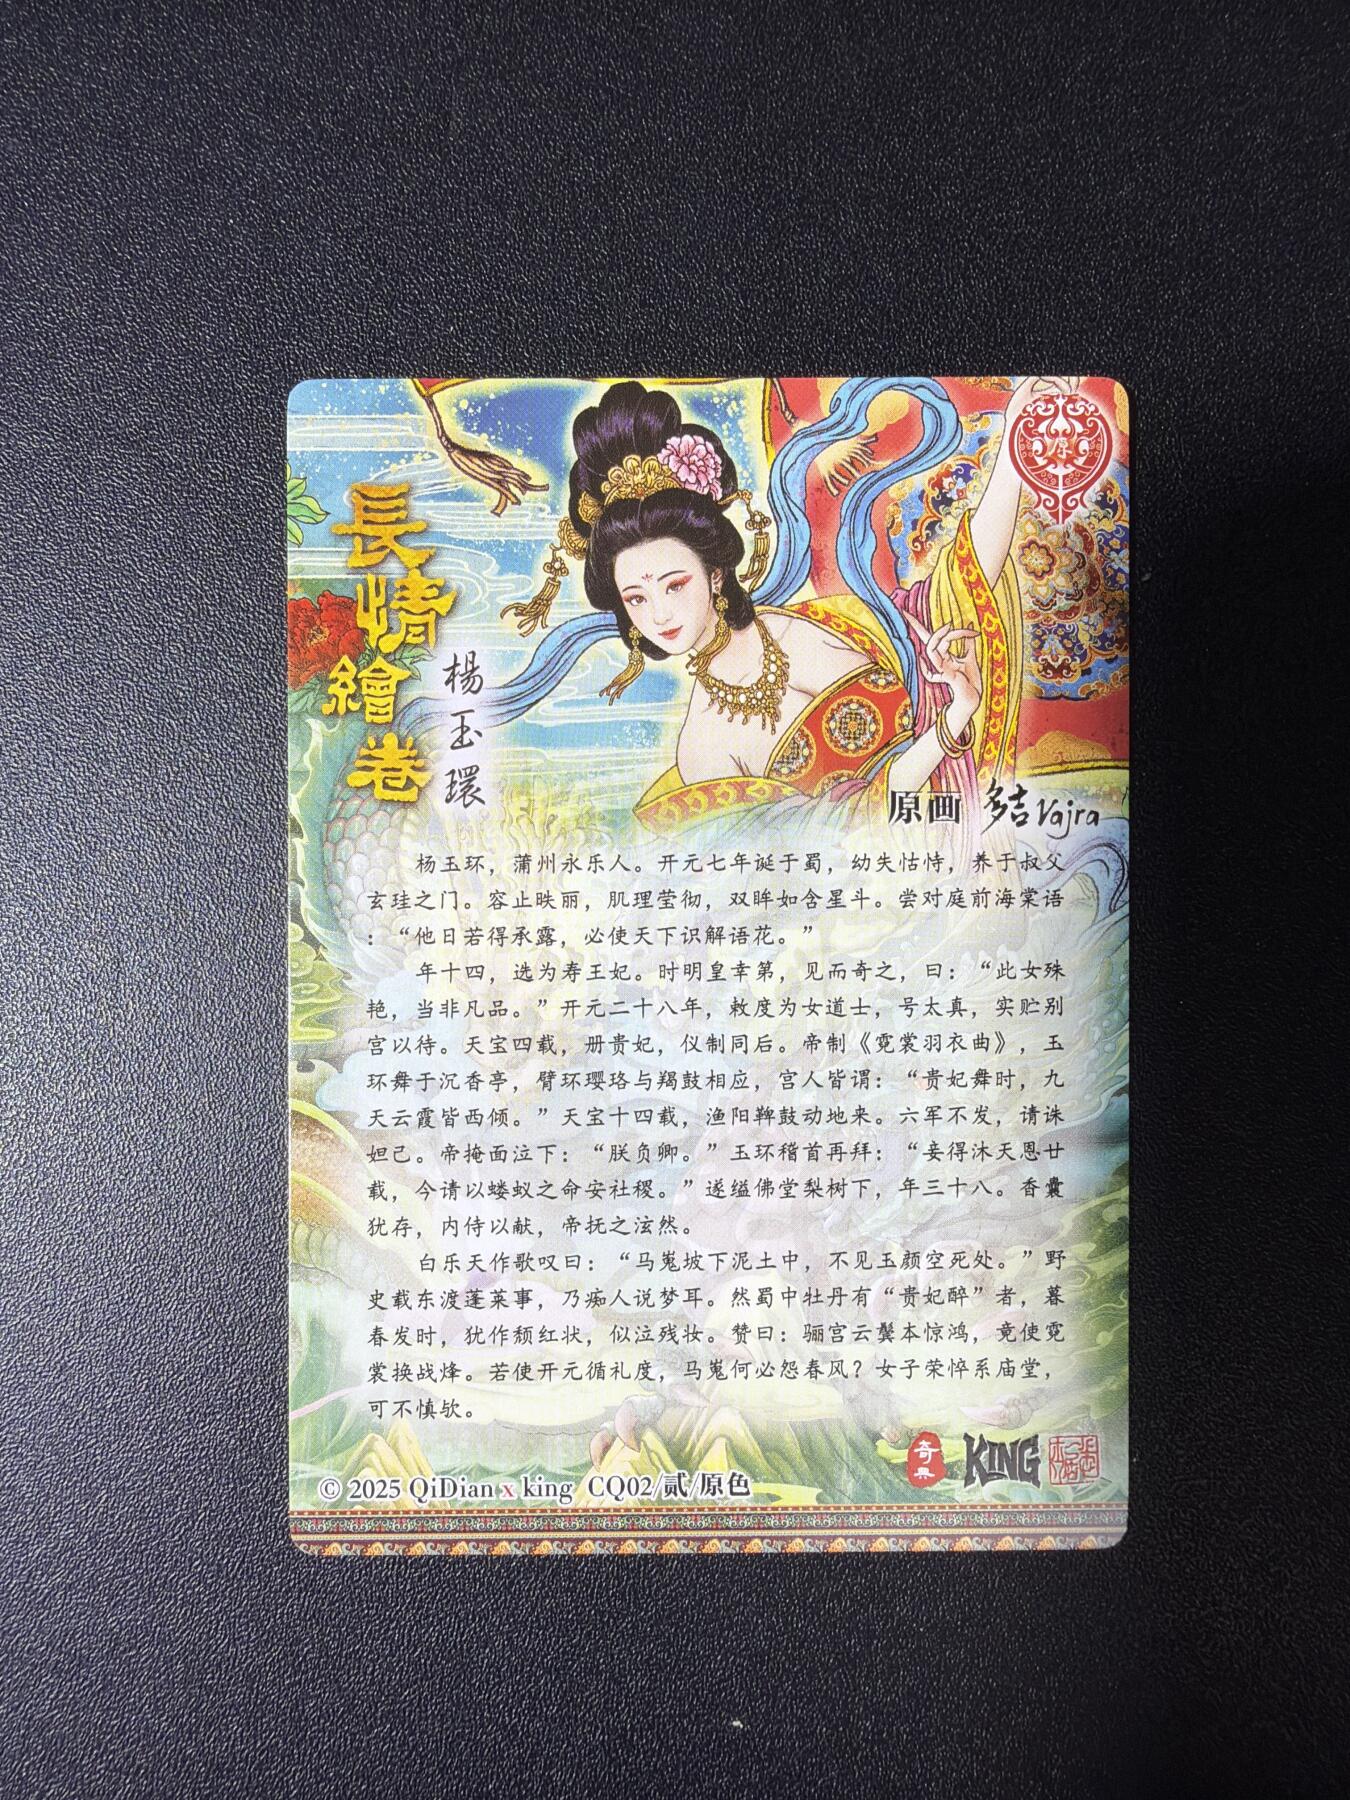 長情繪卷
楊玉環
原
原画 多吉Vajra
杨玉环，蒲州永乐人。开元七年诞于蜀，幼失怙恃，养于叔父
玄珪之门。容止昳丽，肌理莹彻，双眸如含星斗。尝对庭前海棠语
：“他日若得承露，必使天下识解语花。”
年十四，选为寿王妃。时明皇幸第，见而奇之，曰：“此女殊
艳，当非凡品。”开元二十八年，敕度为女道士，号太真，实贮别
宫以待。天宝四载，册贵妃，仪制同后。帝制《霓裳羽衣曲》，玉
环舞于沉香亭，臂环璎珞与羯鼓相应，宫人皆谓：“贵妃舞时，九
天云霞皆西倾。”天宝十四载，渔阳鞞鼓动地来。六军不发，请诛
妲己。帝掩面泣下：“朕负卿。”玉环稽首再拜：“妾得沐天恩廿
载，今请以蝼蚁之命安社稷。”遂缢佛堂梨树下，年三十八。香囊
犹存，内侍以献，帝抚之泫然。
白乐天作歌叹曰：“马嵬坡下泥土中，不见玉颜空死处。”野
史载东渡蓬莱事，乃痴人说梦耳。然蜀中牡丹有“贵妃醉”者，暮
春发时，犹作颓红状，似泣残妆。赞曰：骊宫云鬓本惊鸿，竟使霓
裳换战烽。若使开元循礼度，马嵬何必怨春风？女子荣悴系庙堂，
可不慎欤。
奇典 KING
© 2025 QiDian x king CQ02/贰/原色